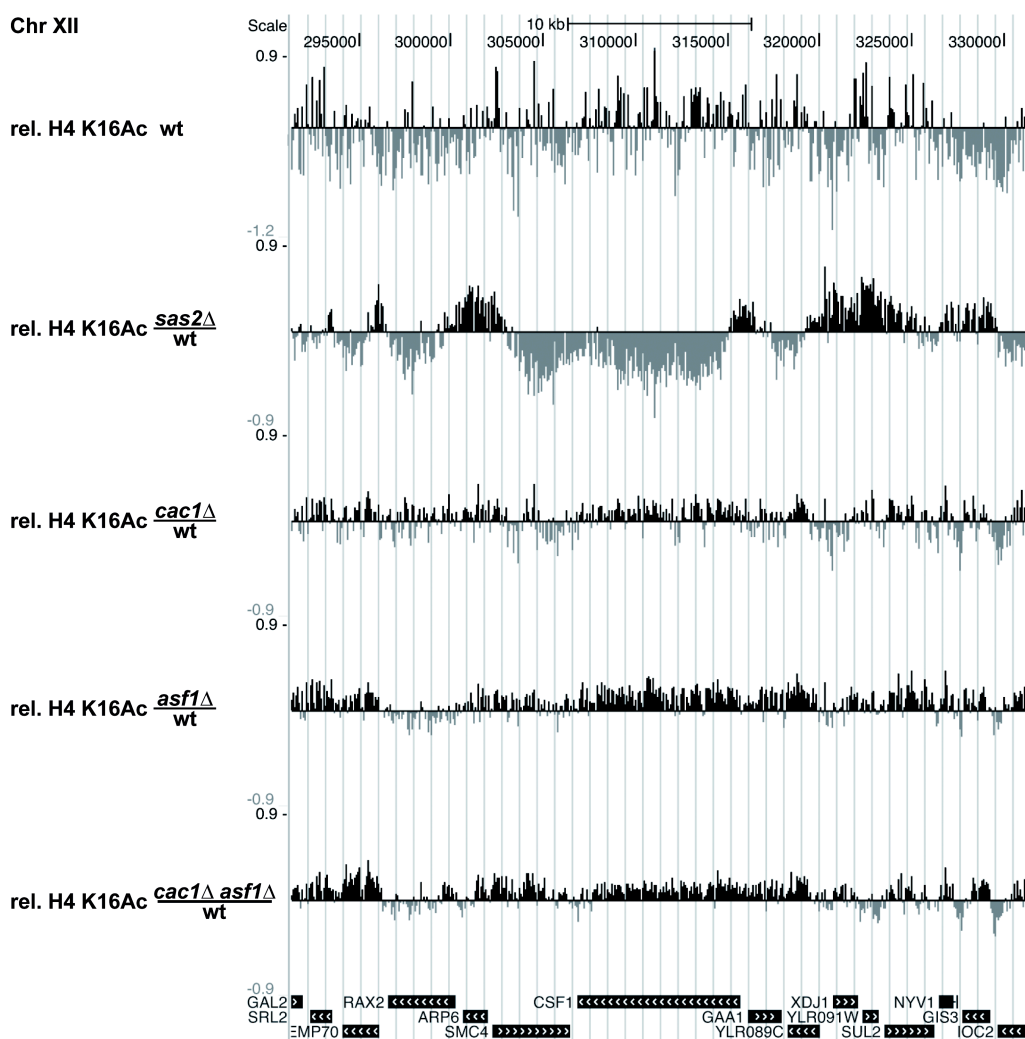 Chr XII
Scale
10 kb
295000
300000
305000
310000
315000
320000
325000
330000
0.9 -
rel. H4 K16Ac wt
-1.2
0.9 -
rel. H4 K16Ac sas2Δ
wt
-0.9
0.9 -
rel. H4 K16Ac cac1Δ
wt
-0.9
0.9 -
rel. H4 K16Ac asf1Δ
wt
-0.9
0.9 -
rel. H4 K16Ac cac1Δ asf1Δ
wt
-0.9
GAL2 RAX2 CSF1 XDJ1 NYV1
SRL2 ARP6 GAA1 YLR091W GIS3
EMP70 SMC4 YLR089C SUL2 IOC2